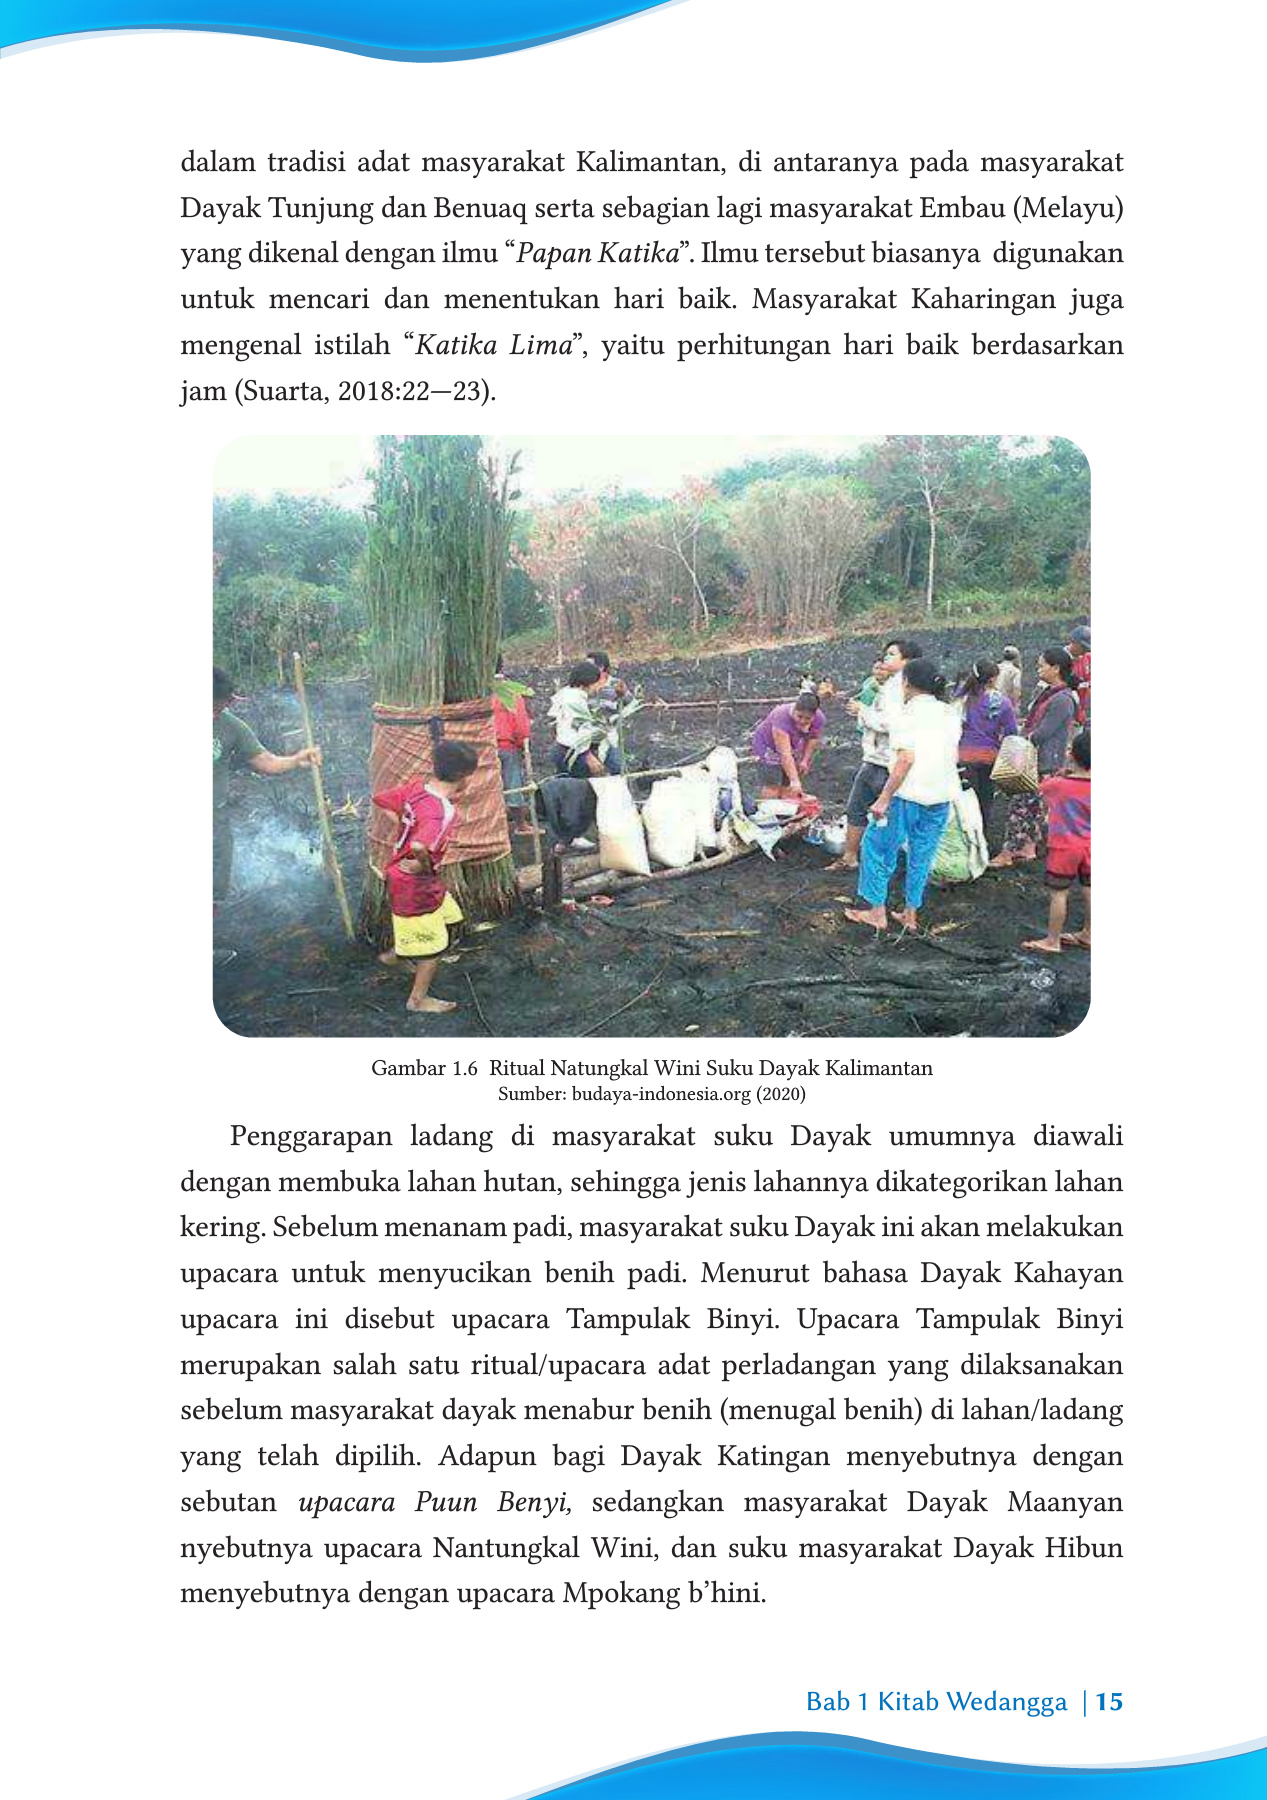 dalam tradisi adat masyarakat Kalimantan, di antaranya pada masyarakat
Dayak Tunjung dan Benuaq serta sebagian lagi masyarakat Embau (Melayu)
yang dikenal dengan ilmu “Papan Katika”. Ilmu tersebut biasanya digunakan
untuk mencari dan menentukan hari baik. Masyarakat Kaharingan juga
mengenal istilah “Katika Lima”, yaitu perhitungan hari baik berdasarkan
jam (Suarta, 2018:22—23).
Gambar 1.6 Ritual Natungkal Wini Suku Dayak Kalimantan
Sumber: budaya-indonesia.org (2020)
Penggarapan ladang di masyarakat suku Dayak umumnya diawali
dengan membuka lahan hutan, sehingga jenis lahannya dikategorikan lahan
kering. Sebelum menanam padi, masyarakat suku Dayak ini akan melakukan
upacara untuk menyucikan benih padi. Menurut bahasa Dayak Kahayan
upacara ini disebut upacara Tampulak Binyi. Upacara Tampulak Binyi
merupakan salah satu ritual/upacara adat perladangan yang dilaksanakan
sebelum masyarakat dayak menabur benih (menugal benih) di lahan/ladang
yang telah dipilih. Adapun bagi Dayak Katingan menyebutnya dengan
sebutan upacara Puun Benyi, sedangkan masyarakat Dayak Maanyan
nyebutnya upacara Nantungkal Wini, dan suku masyarakat Dayak Hibun
menyebutnya dengan upacara Mpokang b’hini.
Bab 1 Kitab Wedangga | 15